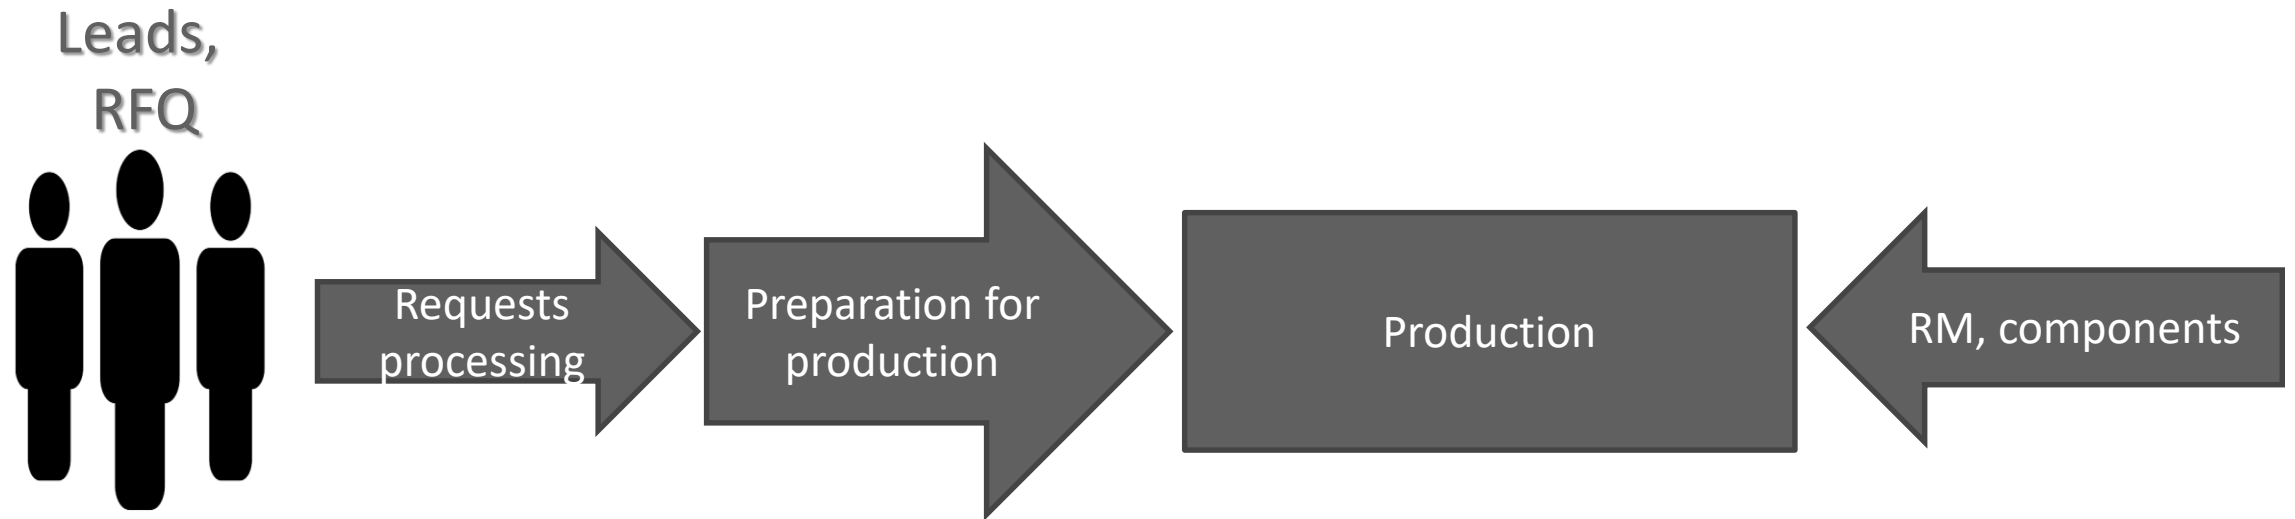 Leads,
RFQ
Requests
processing
Preparation for
production
Production
RM, components